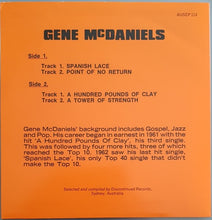 AUSEP 114
GENE McDANIELS
Side 1.
Track 1. SPANISH LACE
Track 2. POINT OF NO RETURN
Side 2.
Track 1. A HUNDRED POUNDS OF CLAY
Track 2. A TOWER OF STRENGTH
Gene McDaniels' background includes Gospel, Jazz
and Pop. His career began in earnest in 1961 with the
hit 'A Hundred Pounds Of Clay', his third single.
This was followed by four more hits, three of which
reached the Top 10. 1962 saw his last hit single,
'Spanish Lace', his only Top 40 single that didn't
make the Top 10.
Selected and compiled by Discontinued Records,
Sydney, Australia